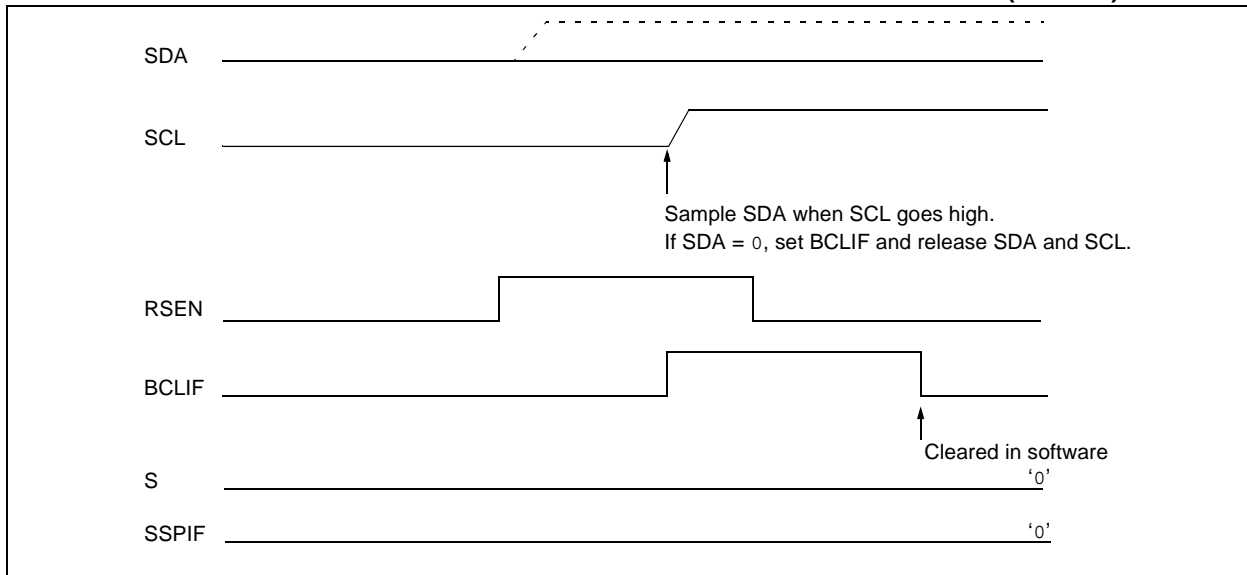 SDA
SCL
Sample SDA when SCL goes high.
If SDA = 0, set BCLIF and release SDA and SCL.
RSEN
BCLIF
Cleared in software
S
‘0’
SSPIF
‘0’